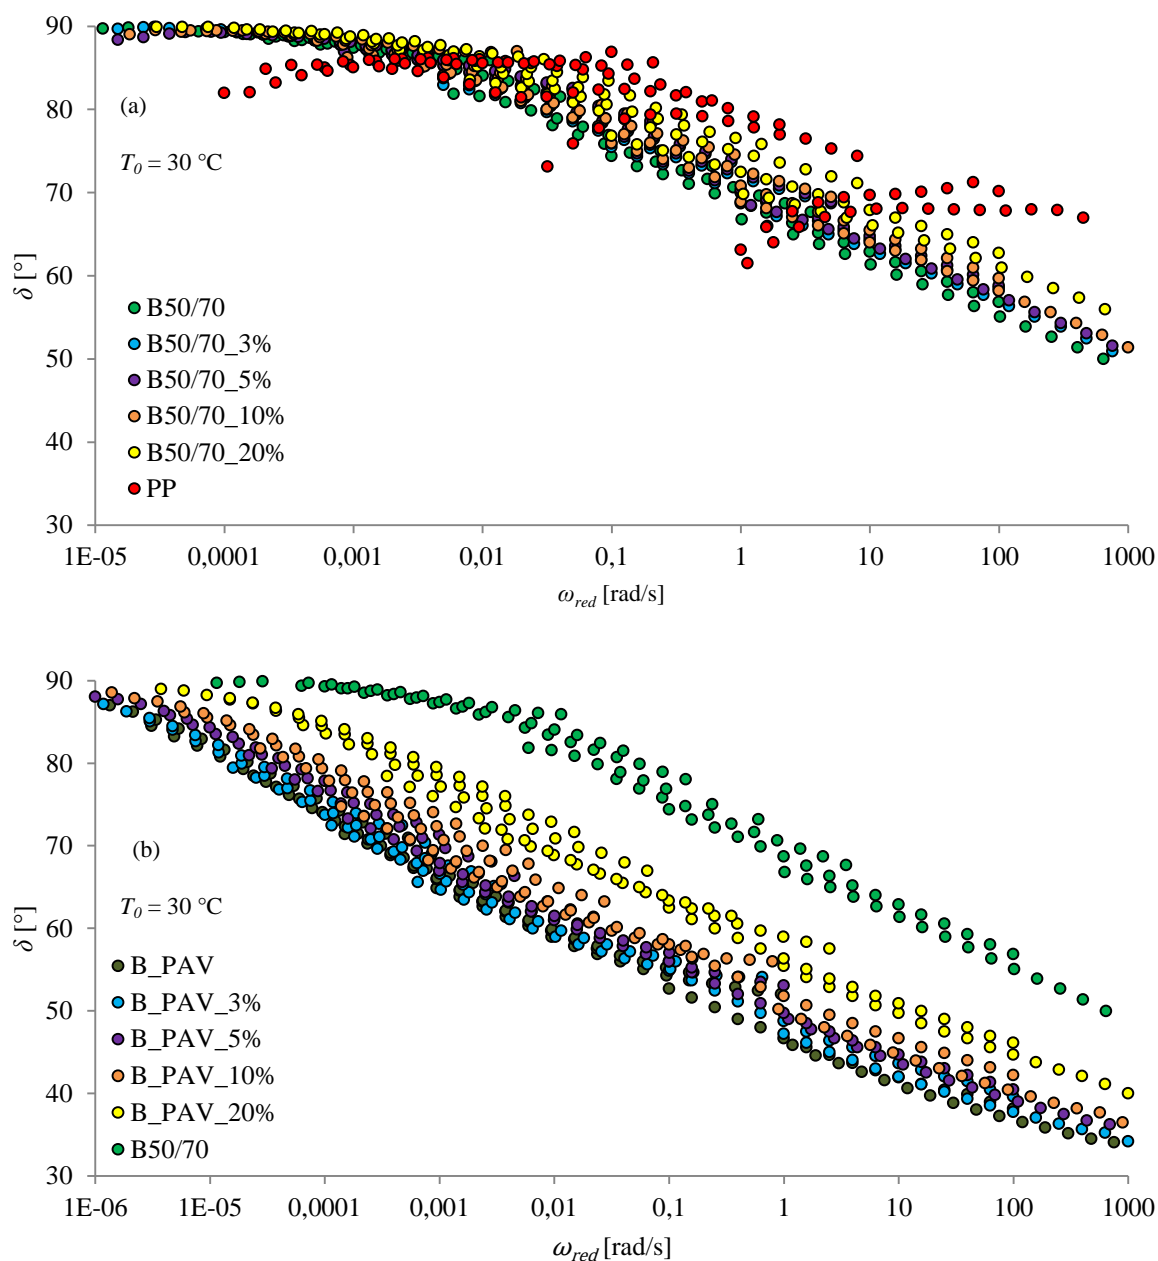 90
80
70
60
50
40
30
δ [°]
(a)
T0 = 30 °C
B50/70
B50/70_3%
B50/70_5%
B50/70_10%
B50/70_20%
PP
1E-05 0,0001 0,001 0,01 0,1 1 10 100 1000
ωred [rad/s]
90
80
70
60
50
40
30
δ [°]
(b)
T0 = 30 °C
B_PAV
B_PAV_3%
B_PAV_5%
B_PAV_10%
B_PAV_20%
B50/70
1E-06 1E-05 0,0001 0,001 0,01 0,1 1 10 100 1000
ωred [rad/s]